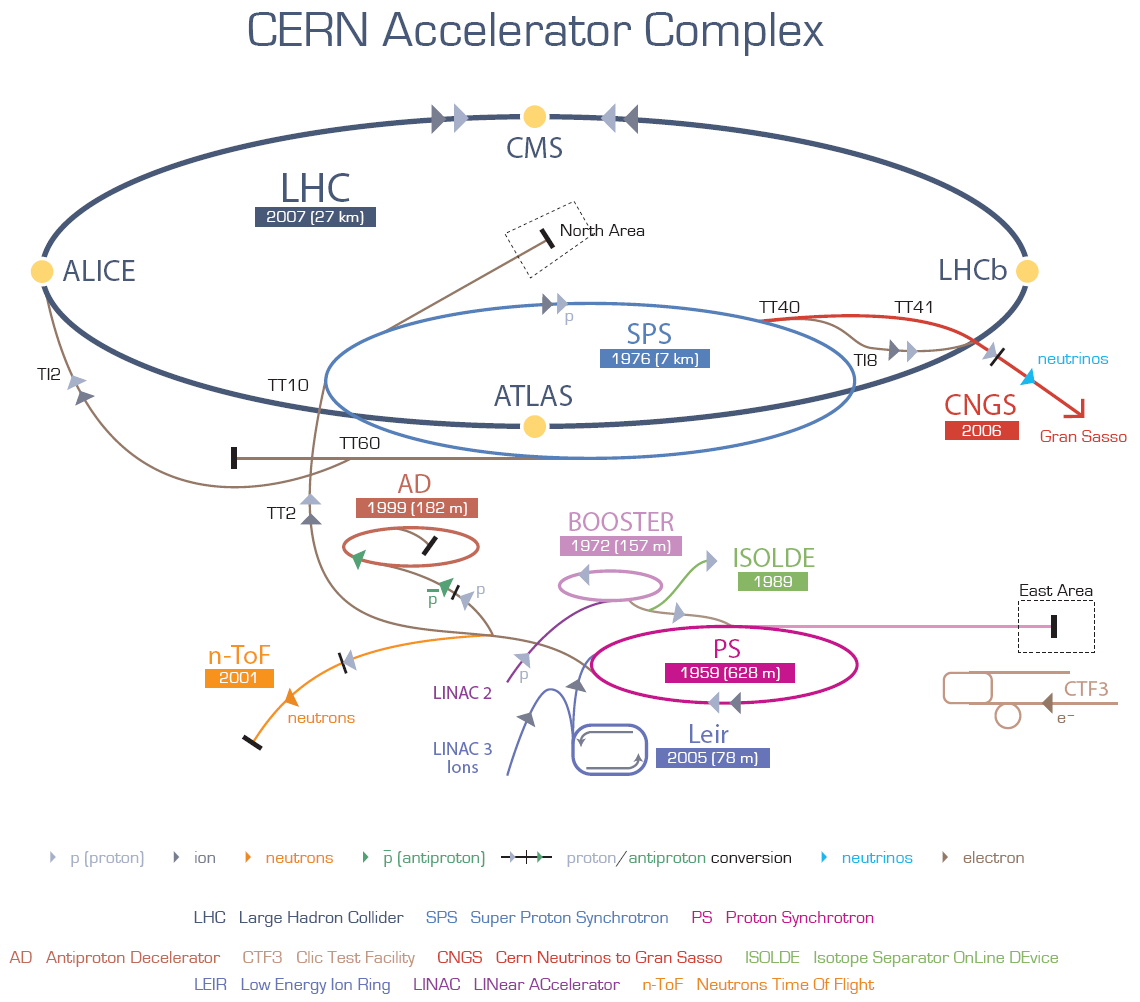 CERN Accelerator Complex
CMS
LHC
2007 (27 km)
North Area
ALICE
LHCb
TT40
TT41
p
SPS
1976 (7 km)
TI8
neutrinos
TI2
TT10
ATLAS
CNGS
2006
Gran Sasso
TT60
AD
1999 (182 m)
TT2
BOOSTER
1972 (157 m)
ISOLDE
1989
East Area
p̅
p
n-ToF
2001
PS
1959 (628 m)
p
LINAC 2
CTF3
neutrons
e⁻
LINAC 3
Ions
Leir
2005 (78 m)
p (proton) ion neutrons p̅ (antiproton) proton/antiproton conversion neutrinos electron
LHC Large Hadron Collider SPS Super Proton Synchrotron PS Proton Synchrotron
AD Antiproton Decelerator CTF3 Clic Test Facility CNGS Cern Neutrinos to Gran Sasso ISOLDE Isotope Separator OnLine DEvice
LEIR Low Energy Ion Ring LINAC LINear ACcelerator n-ToF Neutrons Time Of Flight